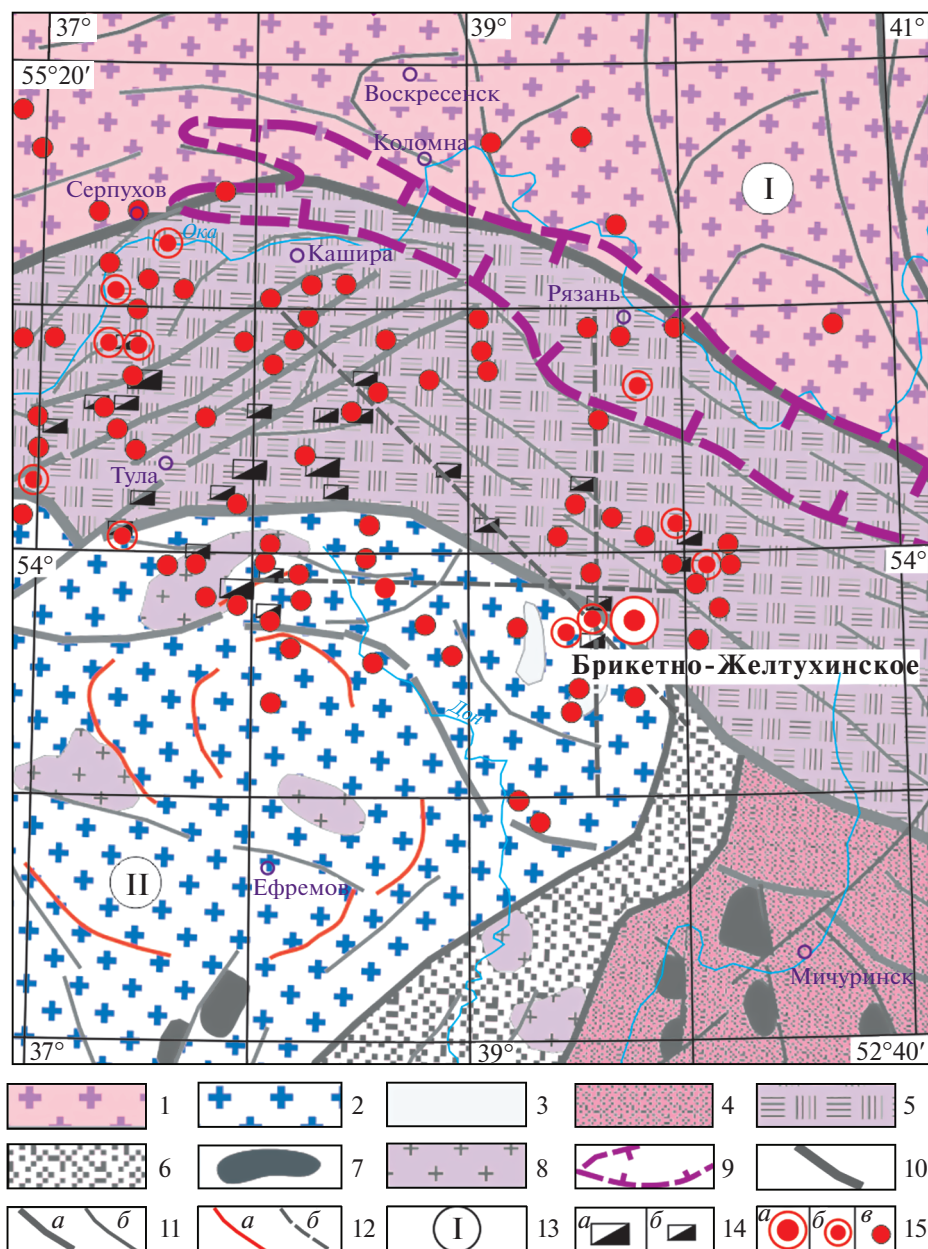 37°
39°
41°
55°20′
Воскресенск
Коломна
I
Серпухов
Ока
Кашира
Рязань
Тула
54°
54°
Брикетно-Желтухинское
Дон
II
Ефремов
Мичуринск
37°
39°
52°40′
1 2 3 4 5
6 7 8 9 10
а б 11 а б 12 I 13 а б 14 а б в 15